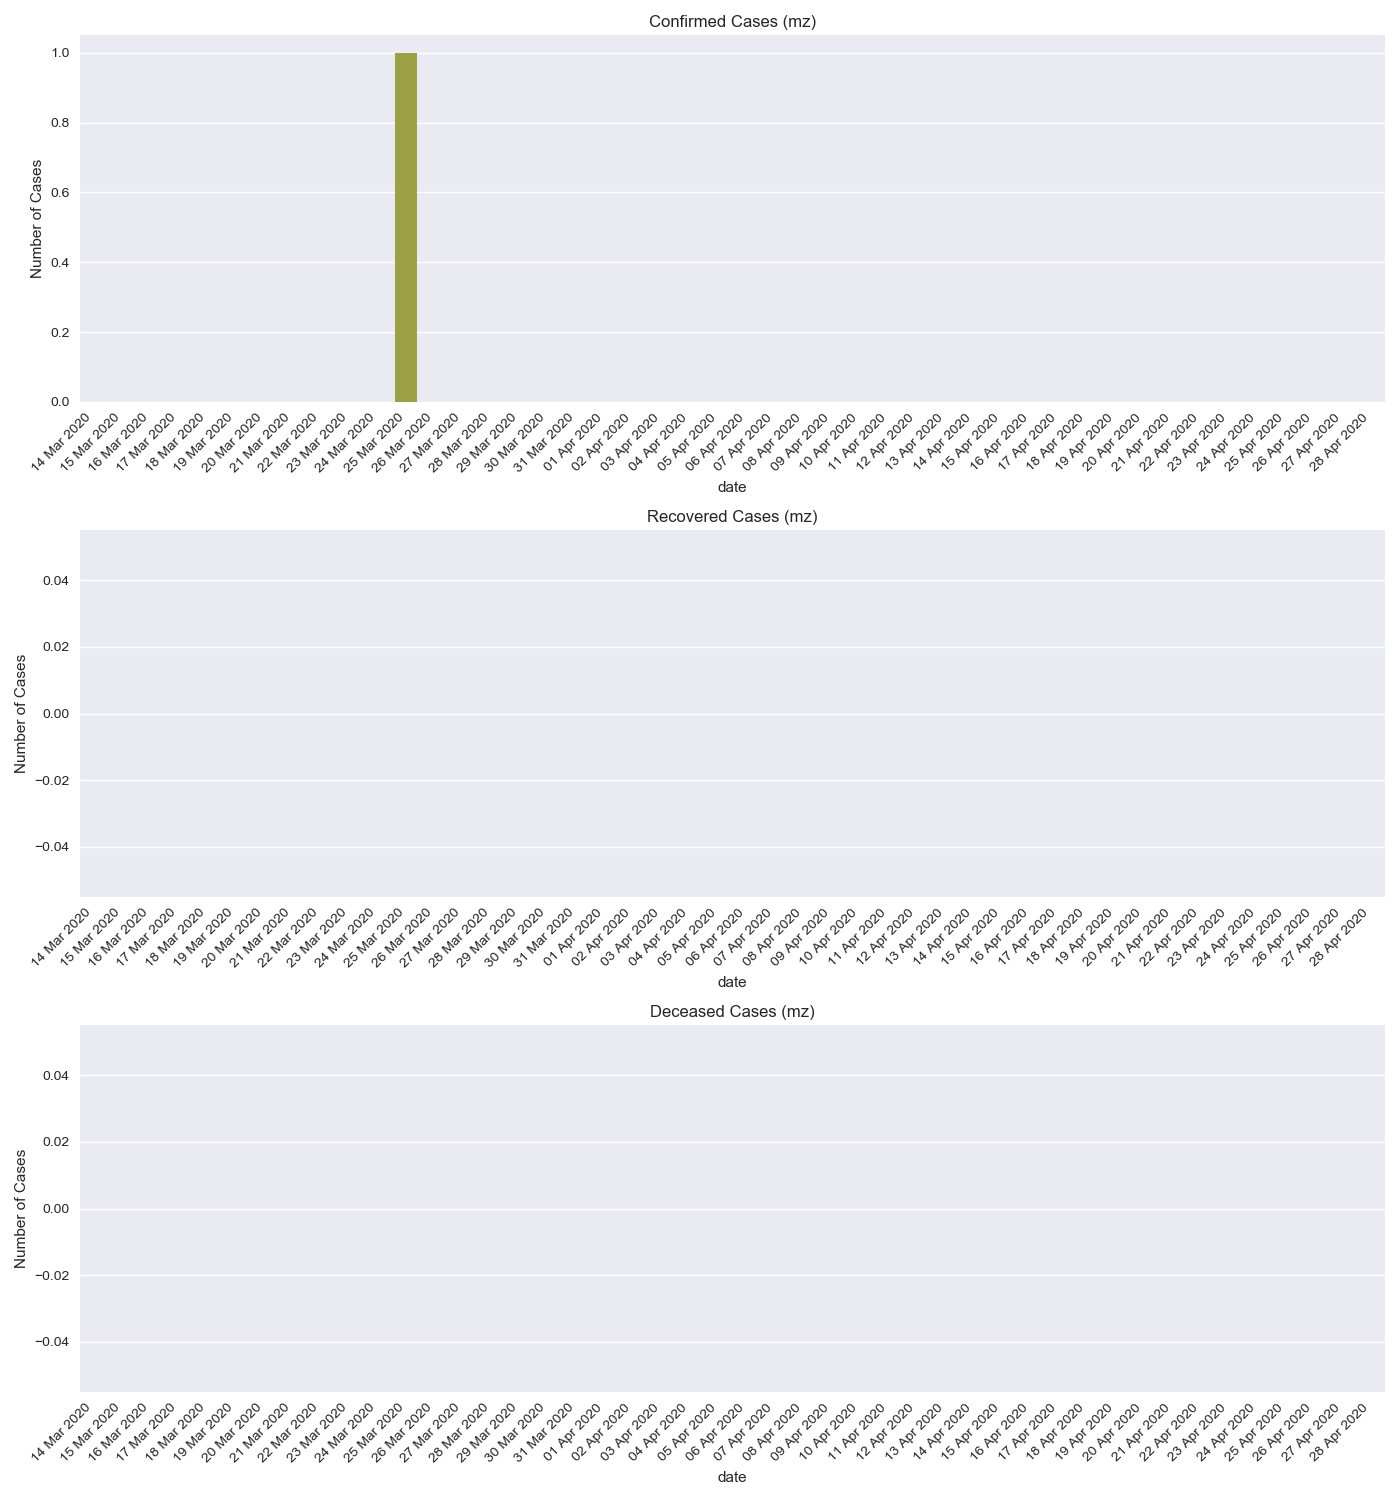 Confirmed Cases (mz)
1.0
0.8
0.6
0.4
0.2
0.0
Number of Cases
14 Mar 2020
15 Mar 2020
16 Mar 2020
17 Mar 2020
18 Mar 2020
19 Mar 2020
20 Mar 2020
21 Mar 2020
22 Mar 2020
23 Mar 2020
24 Mar 2020
25 Mar 2020
26 Mar 2020
27 Mar 2020
28 Mar 2020
29 Mar 2020
30 Mar 2020
31 Mar 2020
01 Apr 2020
02 Apr 2020
03 Apr 2020
04 Apr 2020
05 Apr 2020
06 Apr 2020
07 Apr 2020
08 Apr 2020
09 Apr 2020
10 Apr 2020
11 Apr 2020
12 Apr 2020
13 Apr 2020
14 Apr 2020
15 Apr 2020
16 Apr 2020
17 Apr 2020
18 Apr 2020
19 Apr 2020
20 Apr 2020
21 Apr 2020
22 Apr 2020
23 Apr 2020
24 Apr 2020
25 Apr 2020
26 Apr 2020
27 Apr 2020
28 Apr 2020
date
Recovered Cases (mz)
0.04
0.02
0.00
−0.02
−0.04
Number of Cases
14 Mar 2020
15 Mar 2020
16 Mar 2020
17 Mar 2020
18 Mar 2020
19 Mar 2020
20 Mar 2020
21 Mar 2020
22 Mar 2020
23 Mar 2020
24 Mar 2020
25 Mar 2020
26 Mar 2020
27 Mar 2020
28 Mar 2020
29 Mar 2020
30 Mar 2020
31 Mar 2020
01 Apr 2020
02 Apr 2020
03 Apr 2020
04 Apr 2020
05 Apr 2020
06 Apr 2020
07 Apr 2020
08 Apr 2020
09 Apr 2020
10 Apr 2020
11 Apr 2020
12 Apr 2020
13 Apr 2020
14 Apr 2020
15 Apr 2020
16 Apr 2020
17 Apr 2020
18 Apr 2020
19 Apr 2020
20 Apr 2020
21 Apr 2020
22 Apr 2020
23 Apr 2020
24 Apr 2020
25 Apr 2020
26 Apr 2020
27 Apr 2020
28 Apr 2020
date
Deceased Cases (mz)
0.04
0.02
0.00
−0.02
−0.04
Number of Cases
14 Mar 2020
15 Mar 2020
16 Mar 2020
17 Mar 2020
18 Mar 2020
19 Mar 2020
20 Mar 2020
21 Mar 2020
22 Mar 2020
23 Mar 2020
24 Mar 2020
25 Mar 2020
26 Mar 2020
27 Mar 2020
28 Mar 2020
29 Mar 2020
30 Mar 2020
31 Mar 2020
01 Apr 2020
02 Apr 2020
03 Apr 2020
04 Apr 2020
05 Apr 2020
06 Apr 2020
07 Apr 2020
08 Apr 2020
09 Apr 2020
10 Apr 2020
11 Apr 2020
12 Apr 2020
13 Apr 2020
14 Apr 2020
15 Apr 2020
16 Apr 2020
17 Apr 2020
18 Apr 2020
19 Apr 2020
20 Apr 2020
21 Apr 2020
22 Apr 2020
23 Apr 2020
24 Apr 2020
25 Apr 2020
26 Apr 2020
27 Apr 2020
28 Apr 2020
date